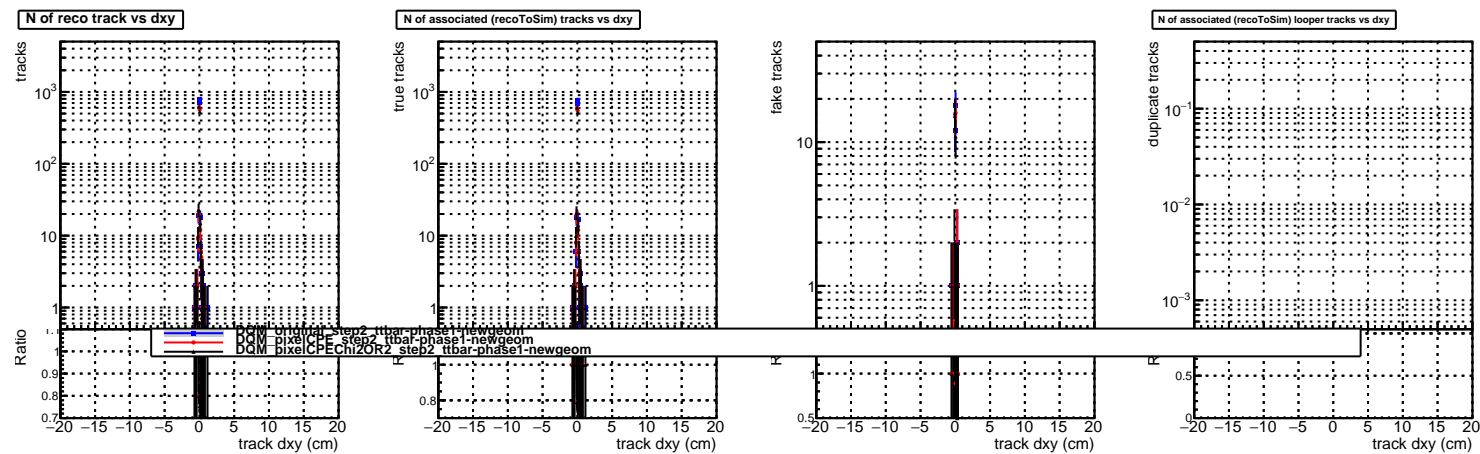 N of reco track vs dxy
N of associated (recoToSim) tracks vs dxy
N of associated (recoToSim) looper tracks vs dxy
tracks
10³
10²
10
1
true tracks
10³
10²
10
1
fake tracks
10
1
duplicate tracks
10⁻¹
10⁻²
10⁻³
DQM_original_step2_ttbar-phase1-newgeom
DQM_pixelCPE_step2_ttbar-phase1-newgeom
DQM_pixelCPEChi2OR2_step2_ttbar-phase1-newgeom
Ratio
1
0.9
0.8
0.7
1
0.8
1
0.5
0.5
0
−20 −15 −10 −5 0 5 10 15 20
track dxy (cm)
−20 −15 −10 −5 0 5 10 15 20
track dxy (cm)
−20 −15 −10 −5 0 5 10 15 20
track dxy (cm)
−20 −15 −10 −5 0 5 10 15 20
track dxy (cm)